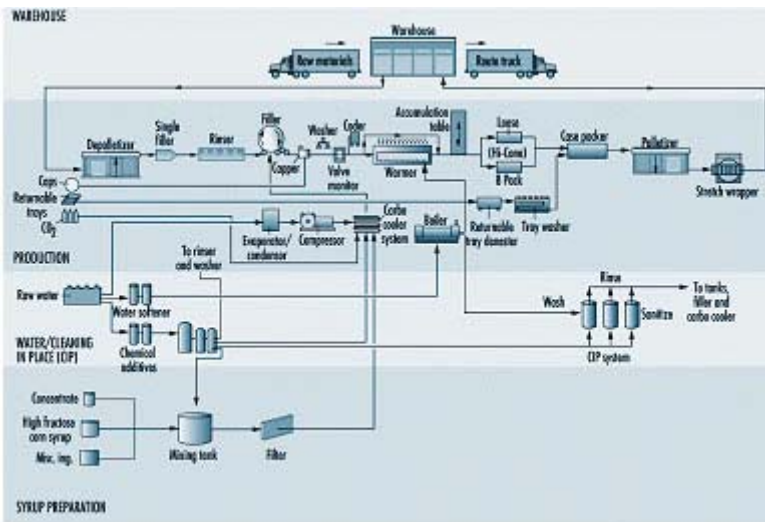 WAREHOUSE
Warehouse
Raw materials
Route truck
Depalletizer
Single
filler
Rinser
Filler
Capper
Washer
Coder
Valve
monitor
Warmer
Accumulation
table
Loose
(Hi-Cone)
8 Pack
Case packer
Palletizer
Stretch wrapper
Caps
Returnable
trays
CO2
Evaporator/
condensor
Compressor
Carbo
cooler
system
Boiler
Returnable
tray denester
Tray washer
PRODUCTION
To rinser
and washer
Raw water
Water softener
Chemical
additives
WATER/CLEANING
IN PLACE (CIP)
Wash
Rinse
Sanitize
To tanks,
filler and
carbo cooler
CIP system
Concentrate
High fructose
corn syrup
Misc. ing.
Mixing tank
Filter
SYRUP PREPARATION